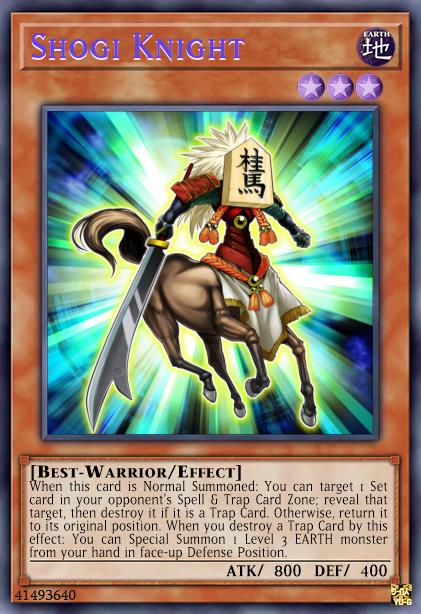 Shogi Knight
EARTH
地
桂馬
[Best-Warrior/Effect]
When this card is Normal Summoned: You can target 1 Set
card in your opponent's Spell & Trap Card Zone; reveal that
target, then destroy it if it is a Trap Card. Otherwise, return it
to its original position. When you destroy a Trap Card by this
effect: You can Special Summon 1 Level 3 EARTH monster
from your hand in face-up Defense Position.
ATK/ 800 DEF/ 400
41493640